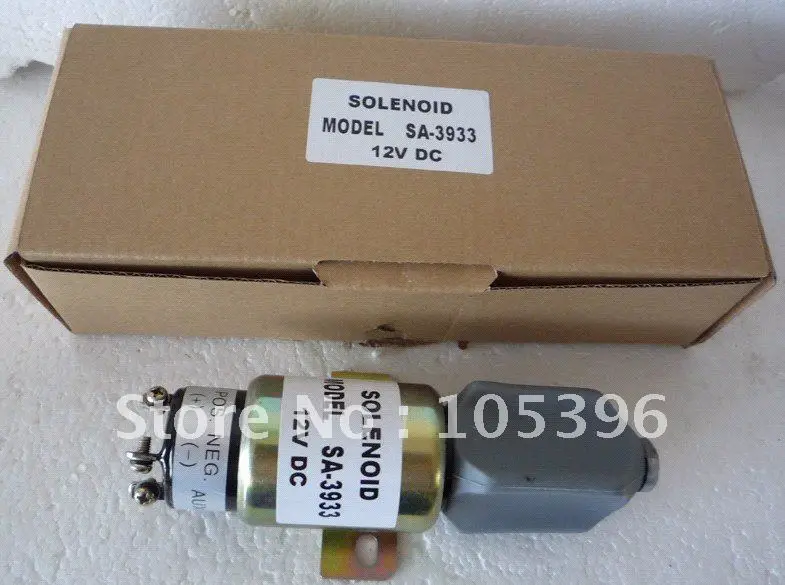 SOLENOID
MODEL SA-3933
12V DC
Store No: 105396
POS. NEG.
(+) (-)
SOLENOID
MODEL SA-3933
12V DC